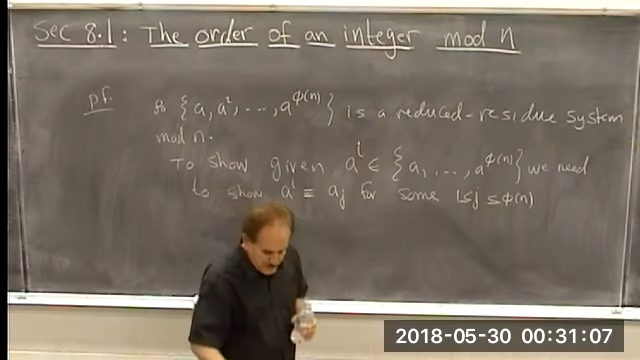 Sec 8.1: The order of an integer mod n
pf. so {a, a², ..., a^φ(n)} is a reduced-residue system
mod n.
To show given a^i ∈ {a, ..., a^φ(n)} we need
to show a^i ≡ a_j for some 1≤j≤φ(n)
2018-05-30 00:31:07